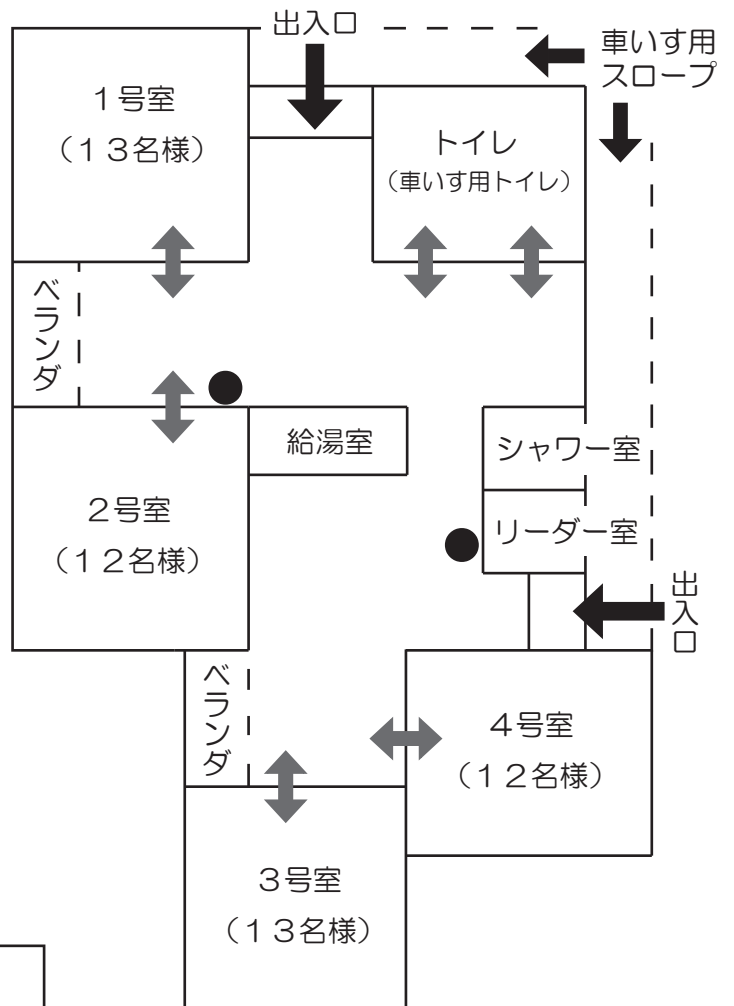 出入口
車いす用
スロープ
1号室
(13名様)
トイレ
(車いす用トイレ)
ベランダ
給湯室
シャワー室
2号室
(12名様)
リーダー室
出入口
ベランダ
4号室
(12名様)
3号室
(13名様)